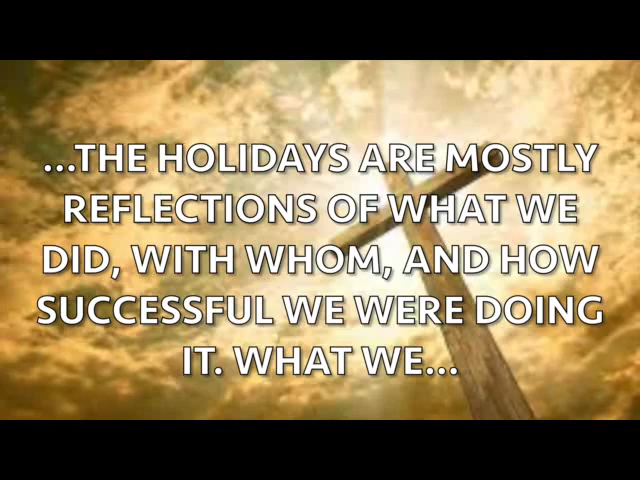 ...THE HOLIDAYS ARE MOSTLY
REFLECTIONS OF WHAT WE
DID, WITH WHOM, AND HOW
SUCCESSFUL WE WERE DOING
IT. WHAT WE...